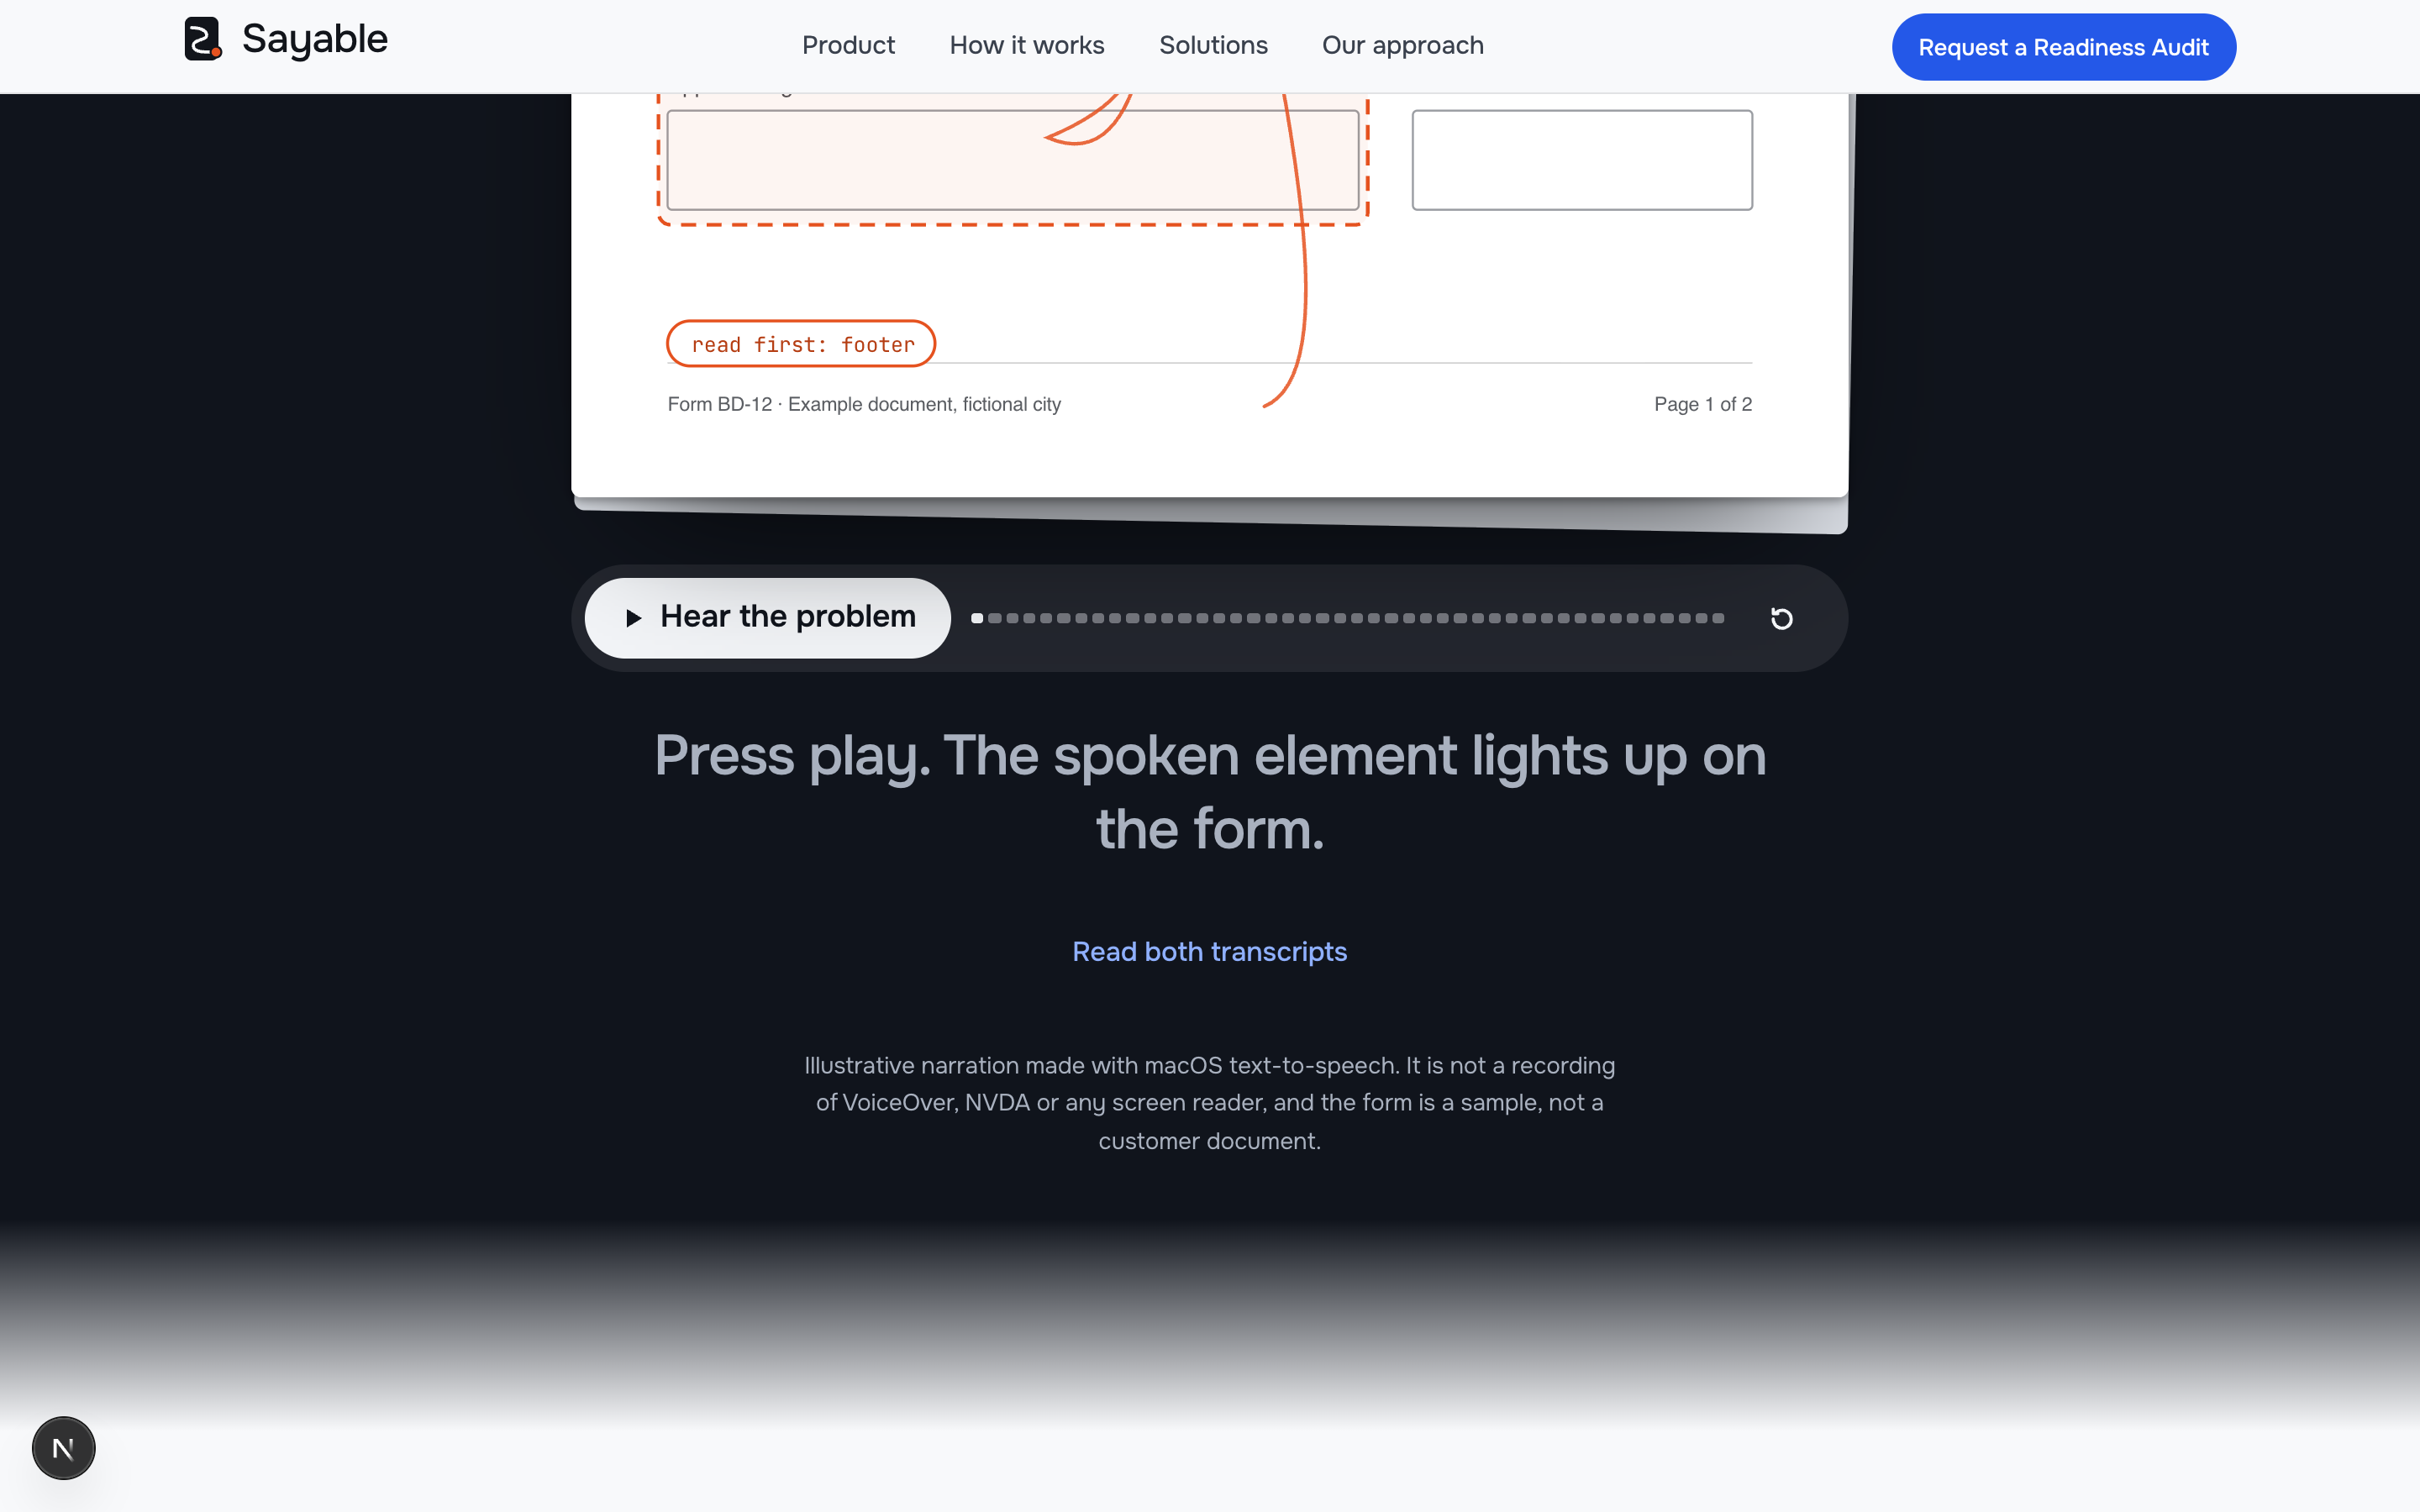 Sayable
Product
How it works
Solutions
Our approach
Request a Readiness Audit
read first: footer
Form BD-12 · Example document, fictional city
Page 1 of 2
Hear the problem
Press play. The spoken element lights up on
the form.
Read both transcripts
Illustrative narration made with macOS text-to-speech. It is not a recording
of VoiceOver, NVDA or any screen reader, and the form is a sample, not a
customer document.
N